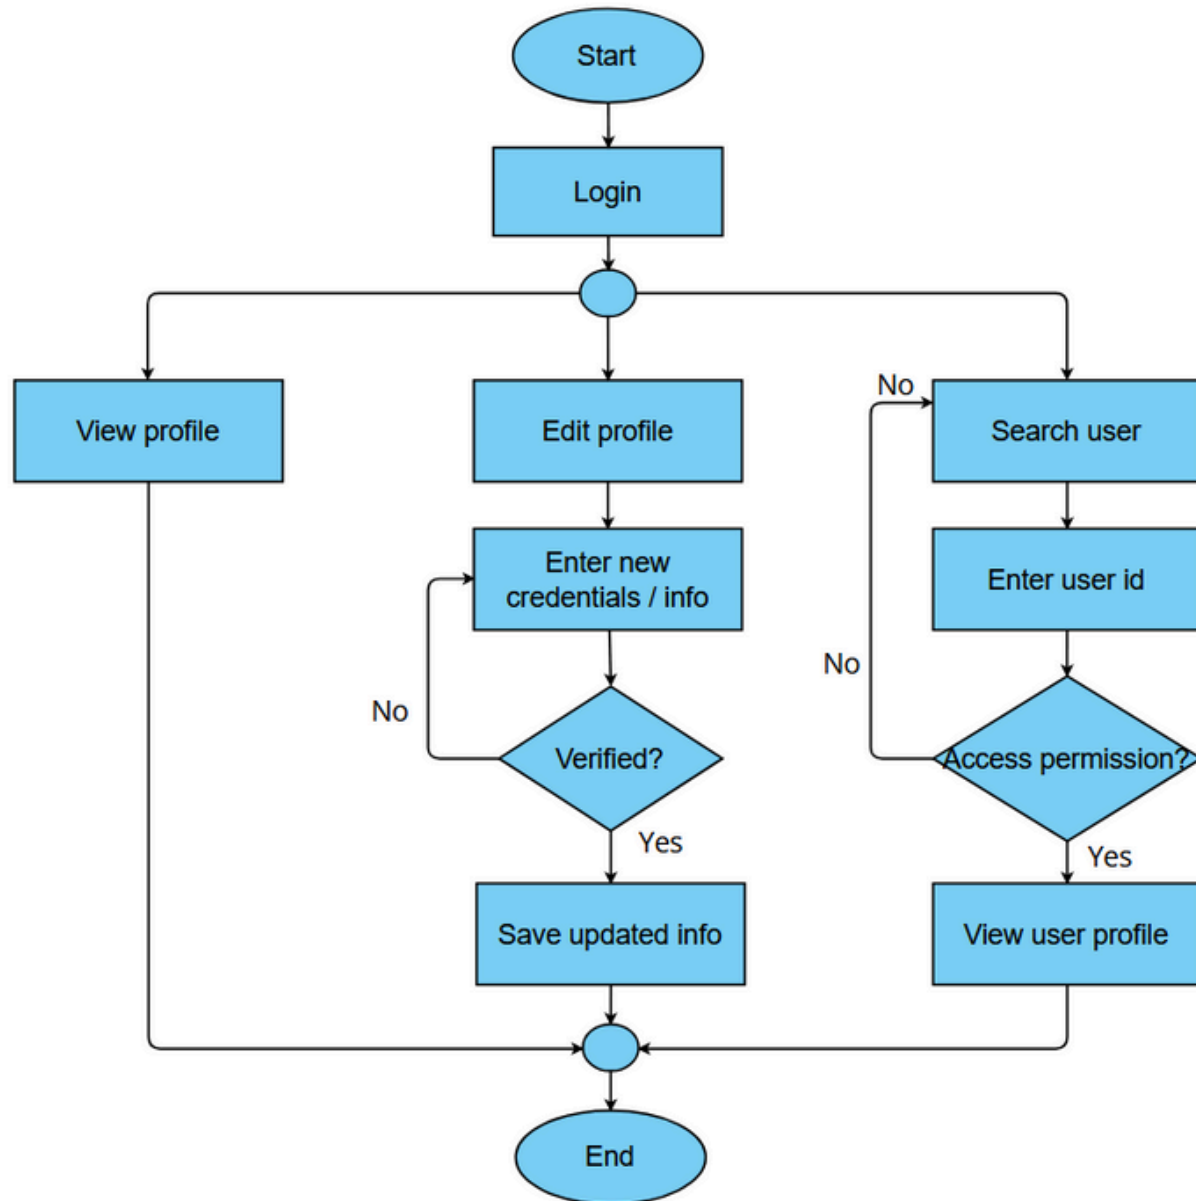 Start
Login
View profile
Edit profile
No
Search user
Enter new
credentials / info
Enter user id
No
No
Verified?
Access permission?
Yes
Yes
Save updated info
View user profile
End